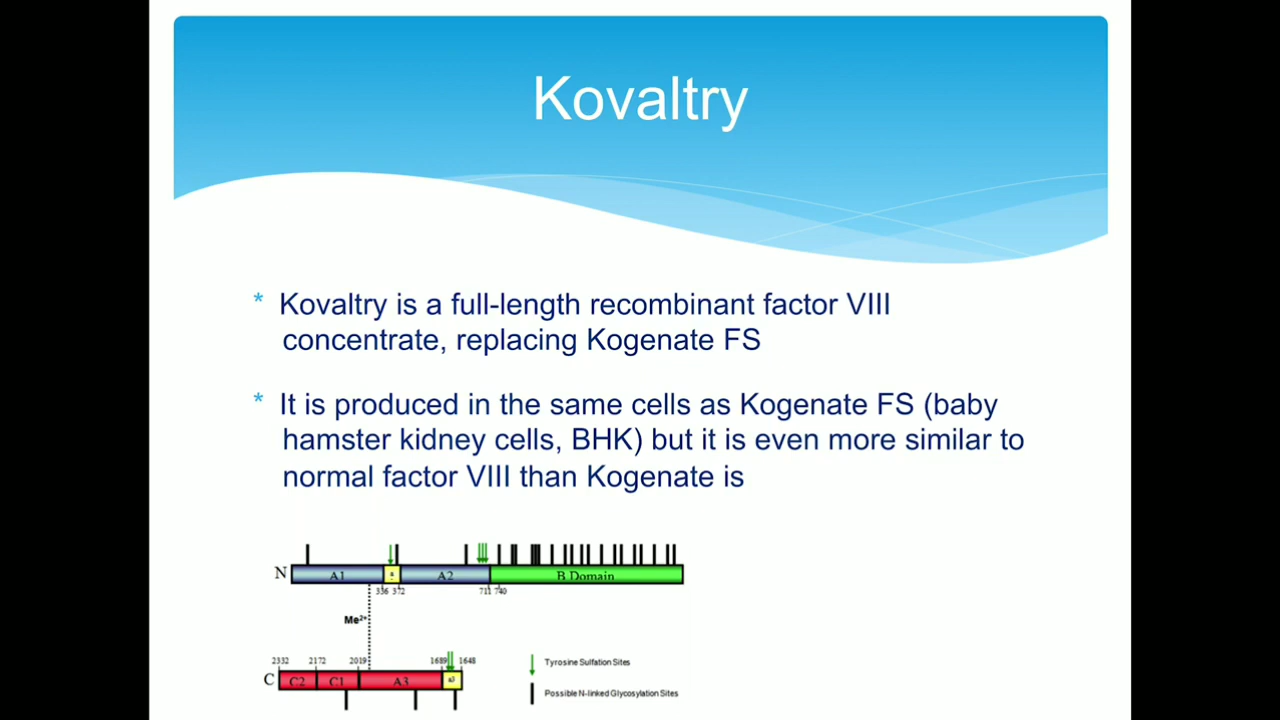 Kovaltry
* Kovaltry is a full-length recombinant factor VIII
concentrate, replacing Kogenate FS
* It is produced in the same cells as Kogenate FS (baby
hamster kidney cells, BHK) but it is even more similar to
normal factor VIII than Kogenate is
N A1 A2 B Domain
336 372 711 740
Me2+
2332 2172 2019 1689 1648
C C2 C1 A3 a3
Tyrosine Sulfation Sites
Possible N-linked Glycosylation Sites